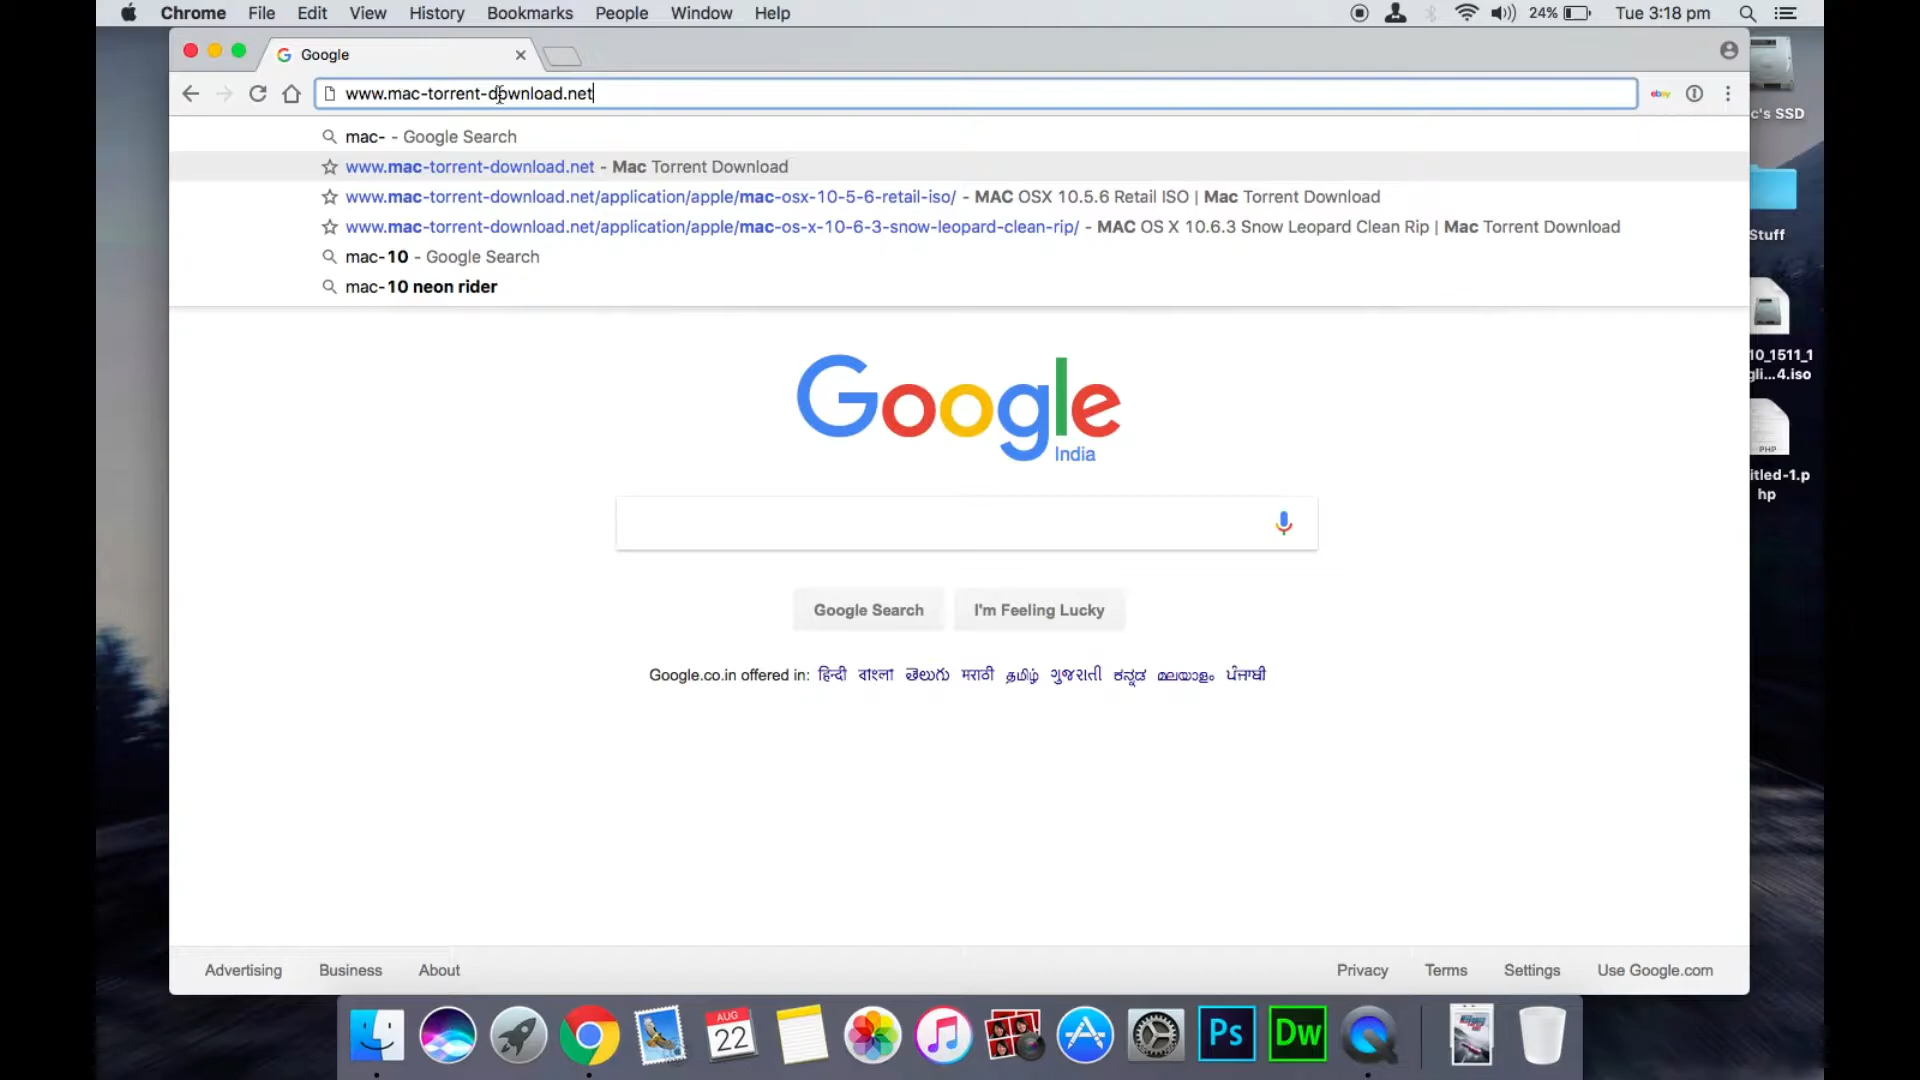 Chrome File Edit View History Bookmarks People Window Help 24% Tue 3:18 pm
Google
www.mac-torrent-download.net
ebay
mac- - Google Search
www.mac-torrent-download.net - Mac Torrent Download
www.mac-torrent-download.net/application/apple/mac-osx-10-5-6-retail-iso/ - MAC OSX 10.5.6 Retail ISO | Mac Torrent Download
www.mac-torrent-download.net/application/apple/mac-os-x-10-6-3-snow-leopard-clean-rip/ - MAC OS X 10.6.3 Snow Leopard Clean Rip | Mac Torrent Download
mac-10 - Google Search
mac-10 neon rider
c's SSD
Stuff
10_1511_1
gli...4.iso
PHP
itled-1.p
hp
Google
India
Google Search I'm Feeling Lucky
Google.co.in offered in: हिन्दी বাংলা తెలుగు मराठी தமிழ் ગુજરાતી ಕನ್ನಡ മലയാളം ਪੰਜਾਬੀ
Advertising Business About Privacy Terms Settings Use Google.com
AUG
22
Ps Dw